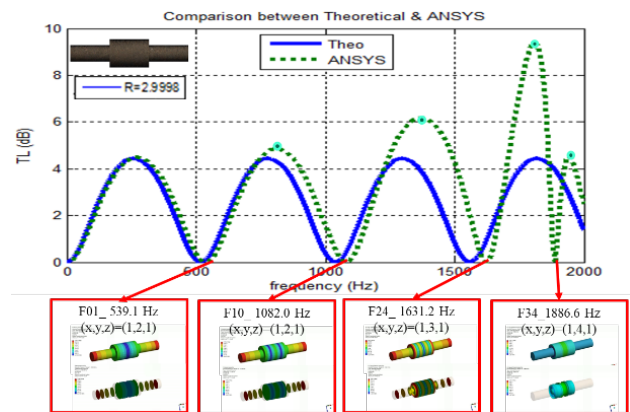 Comparison between Theoretical & ANSYS
10
8
6
4
2
0
TL (dB)
R=2.9998
Theo
ANSYS
0
500
1000
1500
2000
frequency (Hz)
F01_ 539.1 Hz
(x,y,z)=(1,2,1)
F10_ 1082.0 Hz
(x,y,z)=(1,2,1)
F24_ 1631.2 Hz
(x,y,z)=(1,3,1)
F34_ 1886.6 Hz
(x,y,z)=(1,4,1)